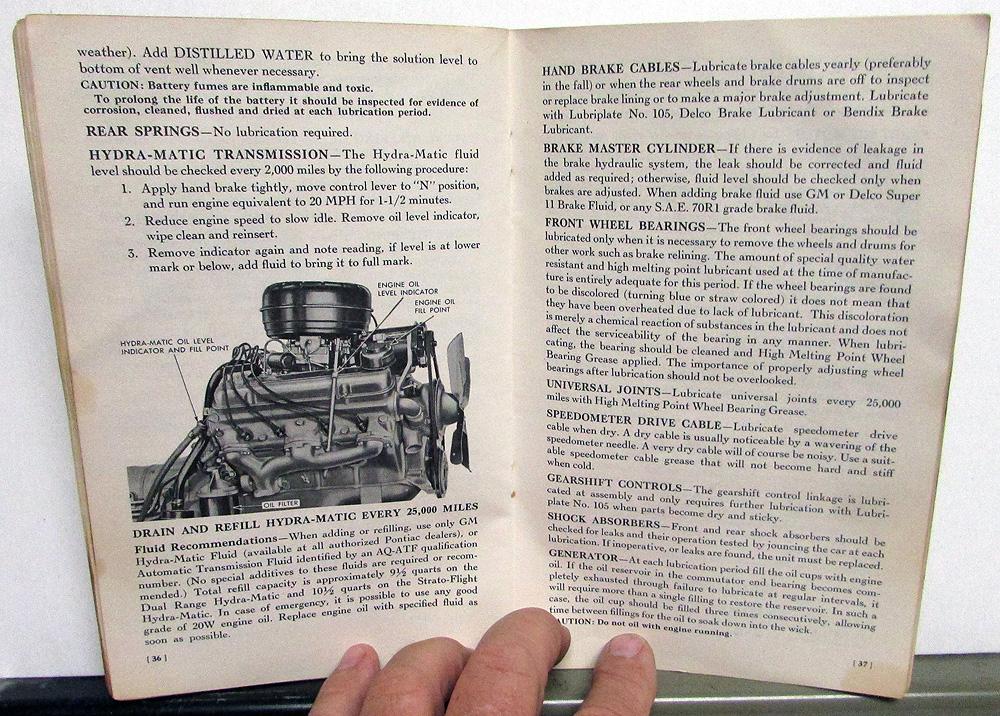 weather). Add DISTILLED WATER to bring the solution level to
bottom of vent well whenever necessary.
CAUTION: Battery fumes are inflammable and toxic.
To prolong the life of the battery it should be inspected for evidence of
corrosion, cleaned, flushed and dried at each lubrication period.
REAR SPRINGS—No lubrication required.
HYDRA-MATIC TRANSMISSION—The Hydra-Matic fluid
level should be checked every 2,000 miles by the following procedure:
1. Apply hand brake tightly, move control lever to "N" position,
and run engine equivalent to 20 MPH for 1-1/2 minutes.
2. Reduce engine speed to slow idle. Remove oil level indicator,
wipe clean and reinsert.
3. Remove indicator again and note reading, if level is at lower
mark or below, add fluid to bring it to full mark.
ENGINE OIL
LEVEL INDICATOR
ENGINE OIL
FILL POINT
HYDRA-MATIC OIL LEVEL
INDICATOR AND FILL POINT
OIL FILTER
DRAIN AND REFILL HYDRA-MATIC EVERY 25,000 MILES
Fluid Recommendations—When adding or refilling, use only GM
Hydra-Matic Fluid (available at all authorized Pontiac dealers), or
Automatic Transmission Fluid identified by an AQ-ATF qualification
number. (No special additives to these fluids are required or recom-
mended.) Total refill capacity is approximately 9½ quarts on the
Dual Range Hydra-Matic and 10½ quarts on the Strato-Flight
Hydra-Matic. In case of emergency, it is possible to use any good
grade of 20W engine oil. Replace engine oil with specified fluid as
soon as possible.
[ 36 ]
HAND BRAKE CABLES—Lubricate brake cables yearly (preferably
in the fall) or when the rear wheels and brake drums are off to inspect
or replace brake lining or to make a major brake adjustment. Lubricate
with Lubriplate No. 105, Delco Brake Lubricant or Bendix Brake
Lubricant.
BRAKE MASTER CYLINDER—If there is evidence of leakage in
the brake hydraulic system, the leak should be corrected and fluid
added as required; otherwise, fluid level should be checked only when
brakes are adjusted. When adding brake fluid use GM or Delco Super
11 Brake Fluid, or any S.A.E. 70R1 grade brake fluid.
FRONT WHEEL BEARINGS—The front wheel bearings should be
lubricated only when it is necessary to remove the wheels and drums for
other work such as brake relining. The amount of special quality water
resistant and high melting point lubricant used at the time of manufac-
ture is entirely adequate for this period. If the wheel bearings are found
to be discolored (turning blue or straw colored) it does not mean that
they have been overheated due to lack of lubricant. This discoloration
is merely a chemical reaction of substances in the lubricant and does not
affect the serviceability of the bearing in any manner. When lubri-
cating, the bearing should be cleaned and High Melting Point Wheel
Bearing Grease applied. The importance of properly adjusting wheel
bearings after lubrication should not be overlooked.
UNIVERSAL JOINTS—Lubricate universal joints every 25,000
miles with High Melting Point Wheel Bearing Grease.
SPEEDOMETER DRIVE CABLE—Lubricate speedometer drive
cable when dry. A dry cable is usually noticeable by a wavering of the
speedometer needle. A very dry cable will of course be noisy. Use a suit-
able speedometer cable grease that will not become hard and stiff
when cold.
GEARSHIFT CONTROLS—The gearshift control linkage is lubri-
cated at assembly and only requires further lubrication with Lubri-
plate No. 105 when parts become dry and sticky.
SHOCK ABSORBERS—Front and rear shock absorbers should be
checked for leaks and their operation tested by jouncing the car at each
lubrication. If inoperative, or leaks are found, the unit must be replaced.
GENERATOR—At each lubrication period fill the oil cups with engine
oil. If the oil reservoir in the commutator end bearing becomes com-
pletely exhausted through failure to lubricate at regular intervals, it
will require more than a single filling to restore the reservoir. In such a
case, the oil cup should be filled three times consecutively, allowing
time between fillings for the oil to soak down into the wick.
CAUTION: Do not oil with engine running.
[ 37 ]